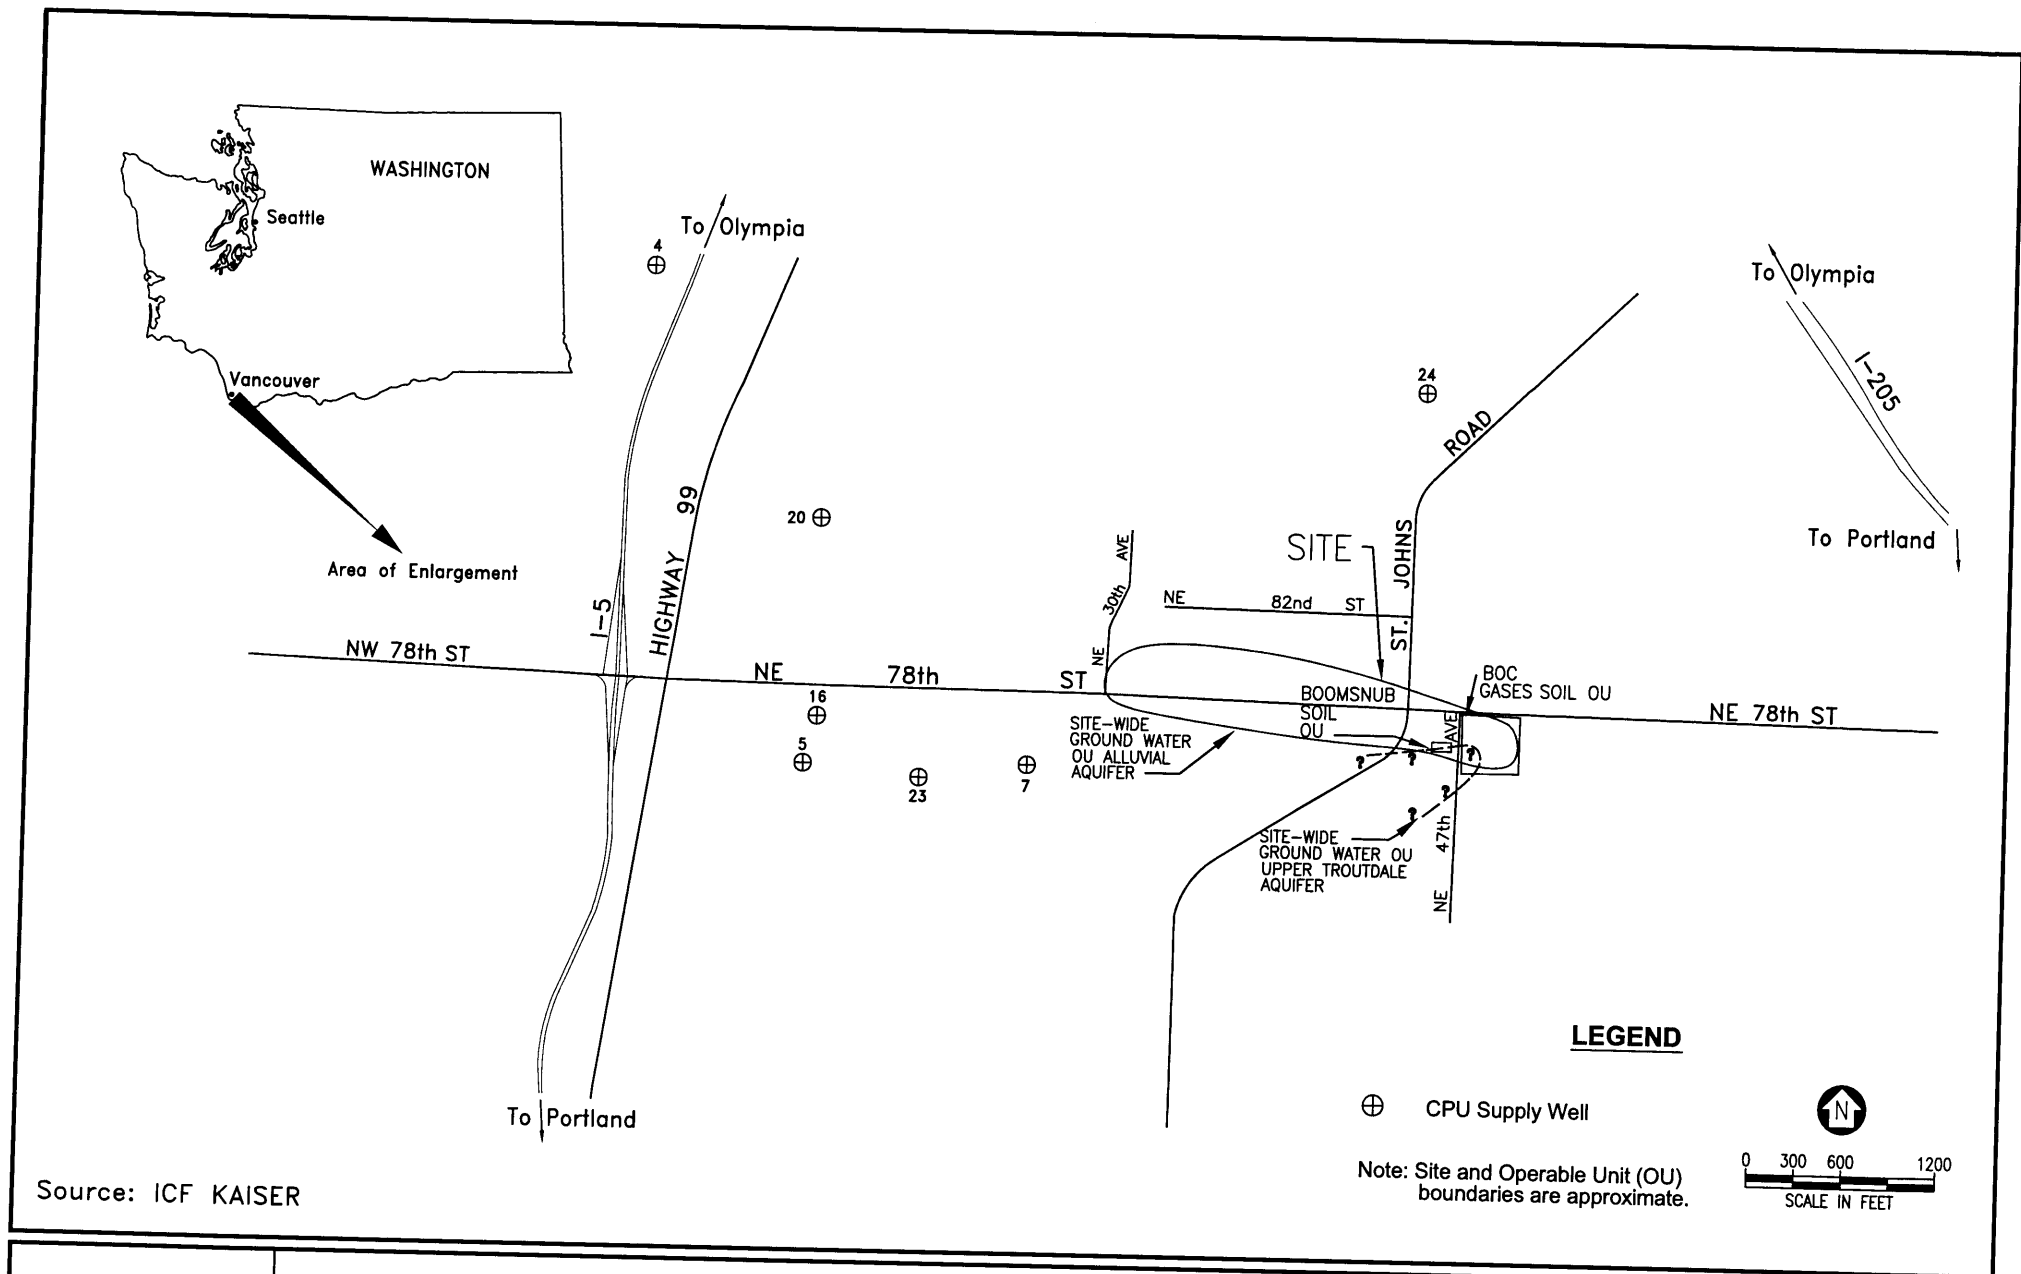 WASHINGTON
Seattle
Vancouver
Area of Enlargement
To Olympia
4
To Olympia
I-205
To Portland
24
ROAD
ST. JOHNS
20
HIGHWAY 99
I-5
NE 30th AVE
SITE
NE 82nd ST
NW 78th ST
NE 78th ST
BOOMSNUB
SOIL
OU
BOC
GASES SOIL OU
NE 78th ST
16
5
23
7
SITE-WIDE
GROUND WATER
OU ALLUVIAL
AQUIFER
? ? ?
? ?
NE 47th AVE
SITE-WIDE
GROUND WATER OU
UPPER TROUTDALE
AQUIFER
To Portland
LEGEND
CPU Supply Well
N
Note: Site and Operable Unit (OU)
boundaries are approximate.
0 300 600 1200
SCALE IN FEET
Source: ICF KAISER